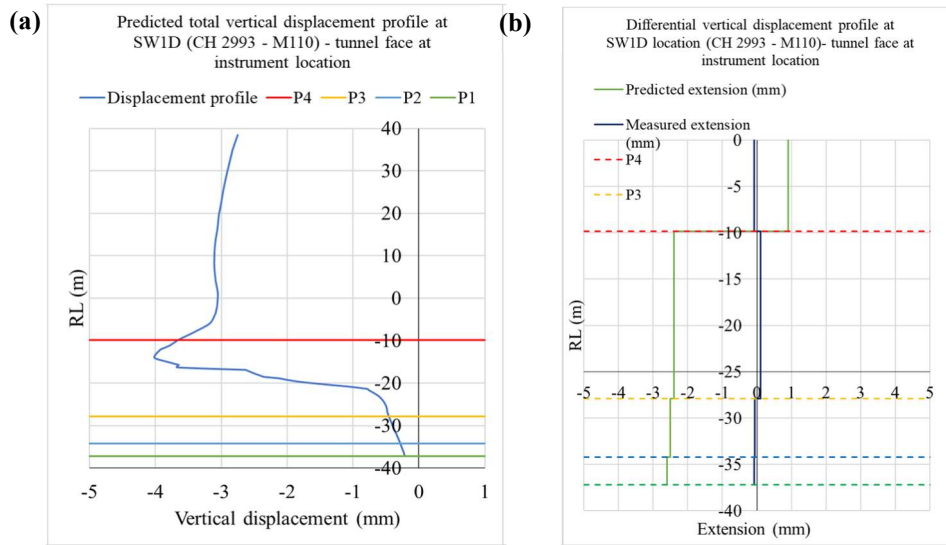 (a)
Predicted total vertical displacement profile at
SW1D (CH 2993 - M110) - tunnel face at
instrument location
Displacement profile P4 P3 P2 P1
40
30
20
10
0
-10
-20
-30
-40
RL (m)
-5 -4 -3 -2 -1 0 1
Vertical displacement (mm)
(b)
Differential vertical displacement profile at
SW1D location (CH 2993 - M110)- tunnel face at
instrument location
Predicted extension (mm)
Measured extension
(mm)
P4
P3
0
-5
-10
-15
-20
-25
-30
-35
-40
RL (m)
-5 -4 -3 -2 -1 0 1 2 3 4 5
Extension (mm)